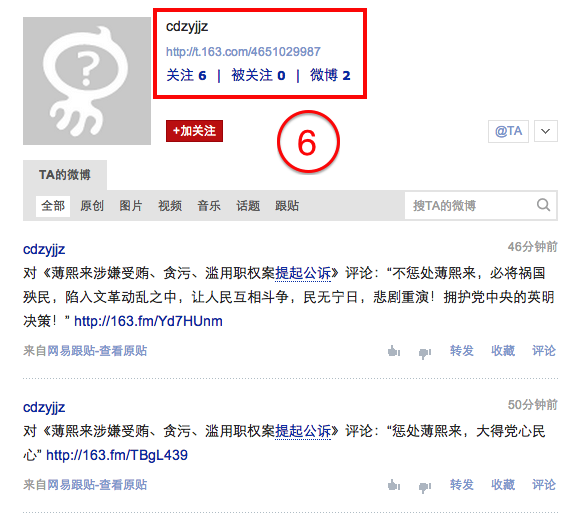 cdzyjjz
http://t.163.com/4651029987
关注 6 | 被关注 0 | 微博 2
?
+加关注
6
@TA
TA的微博
全部 原创 图片 视频 音乐 话题 跟贴
搜TA的微博
cdzyjjz
46分钟前
对《薄熙来涉嫌受贿、贪污、滥用职权案提起公诉》评论：“不惩处薄熙来，必将祸国
殃民，陷入文革动乱之中，让人民互相斗争，民无宁日，悲剧重演！拥护党中央的英明
决策！” http://163.fm/Yd7HUnm
来自网易跟贴-查看原贴
转发 收藏 评论
cdzyjjz
50分钟前
对《薄熙来涉嫌受贿、贪污、滥用职权案提起公诉》评论：“惩处薄熙来，大得党心民
心” http://163.fm/TBgL439
来自网易跟贴-查看原贴
转发 收藏 评论